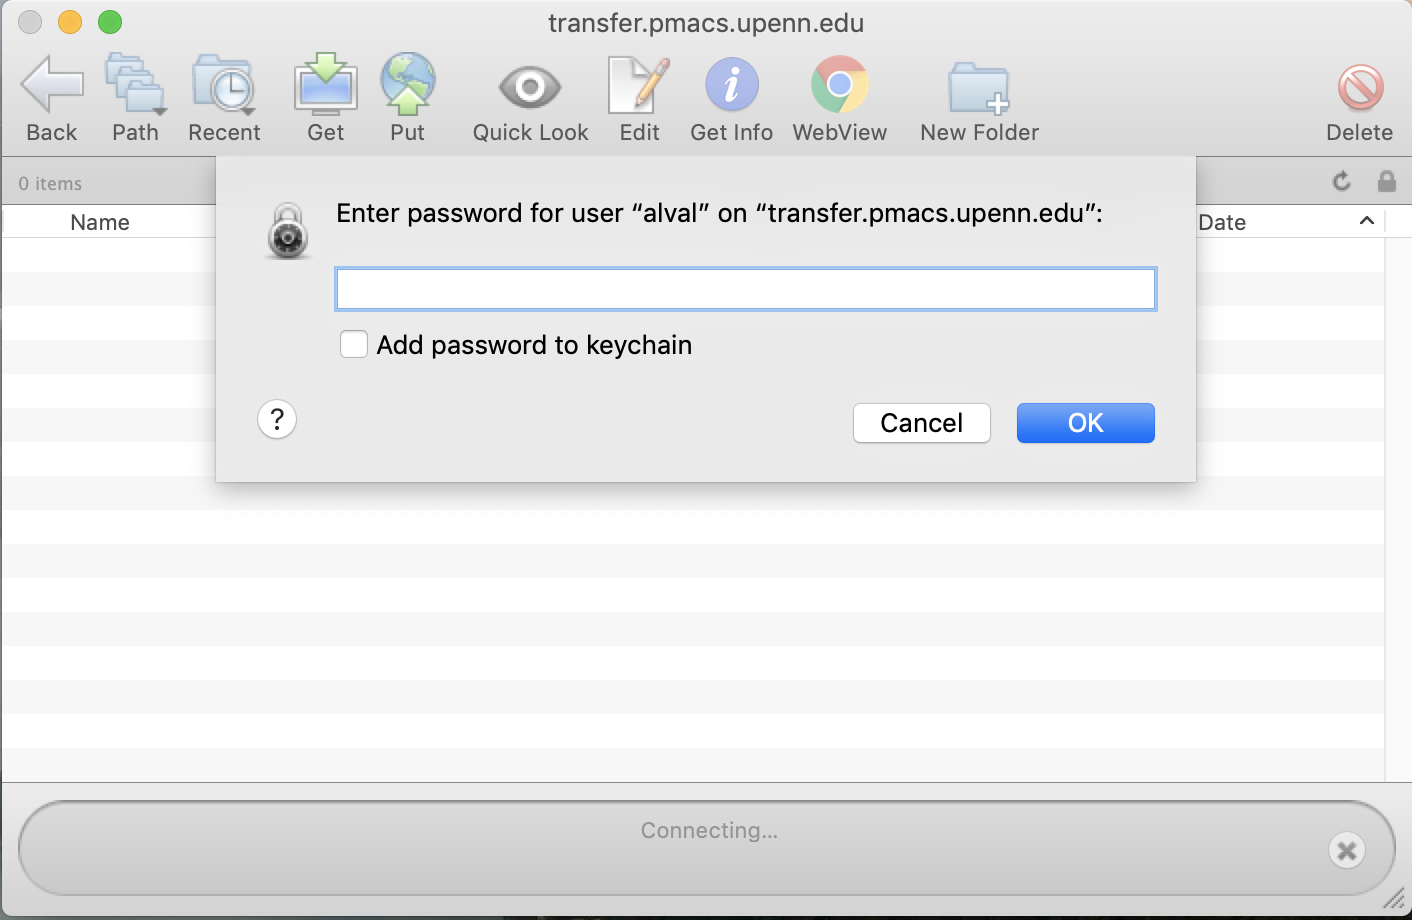 transfer.pmacs.upenn.edu
Back Path Recent Get Put Quick Look Edit Get Info WebView New Folder Delete
0 items
Name Date
Enter password for user “alval” on “transfer.pmacs.upenn.edu”:
Add password to keychain
? Cancel OK
Connecting...